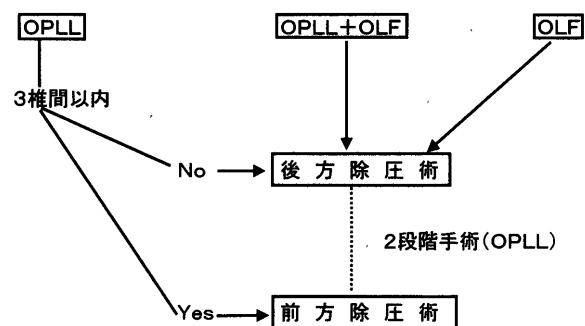 OPLL
OPLL＋OLF
OLF
3椎間以内
No
後方除圧術
2段階手術(OPLL)
Yes
前方除圧術